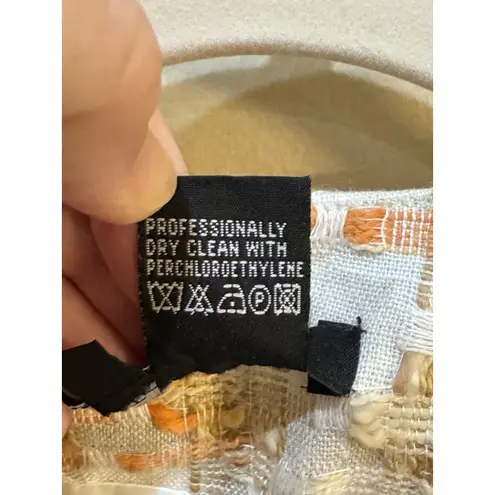 PROFESSIONALLY
DRY CLEAN WITH
PERCHLOROETHYLENE
P